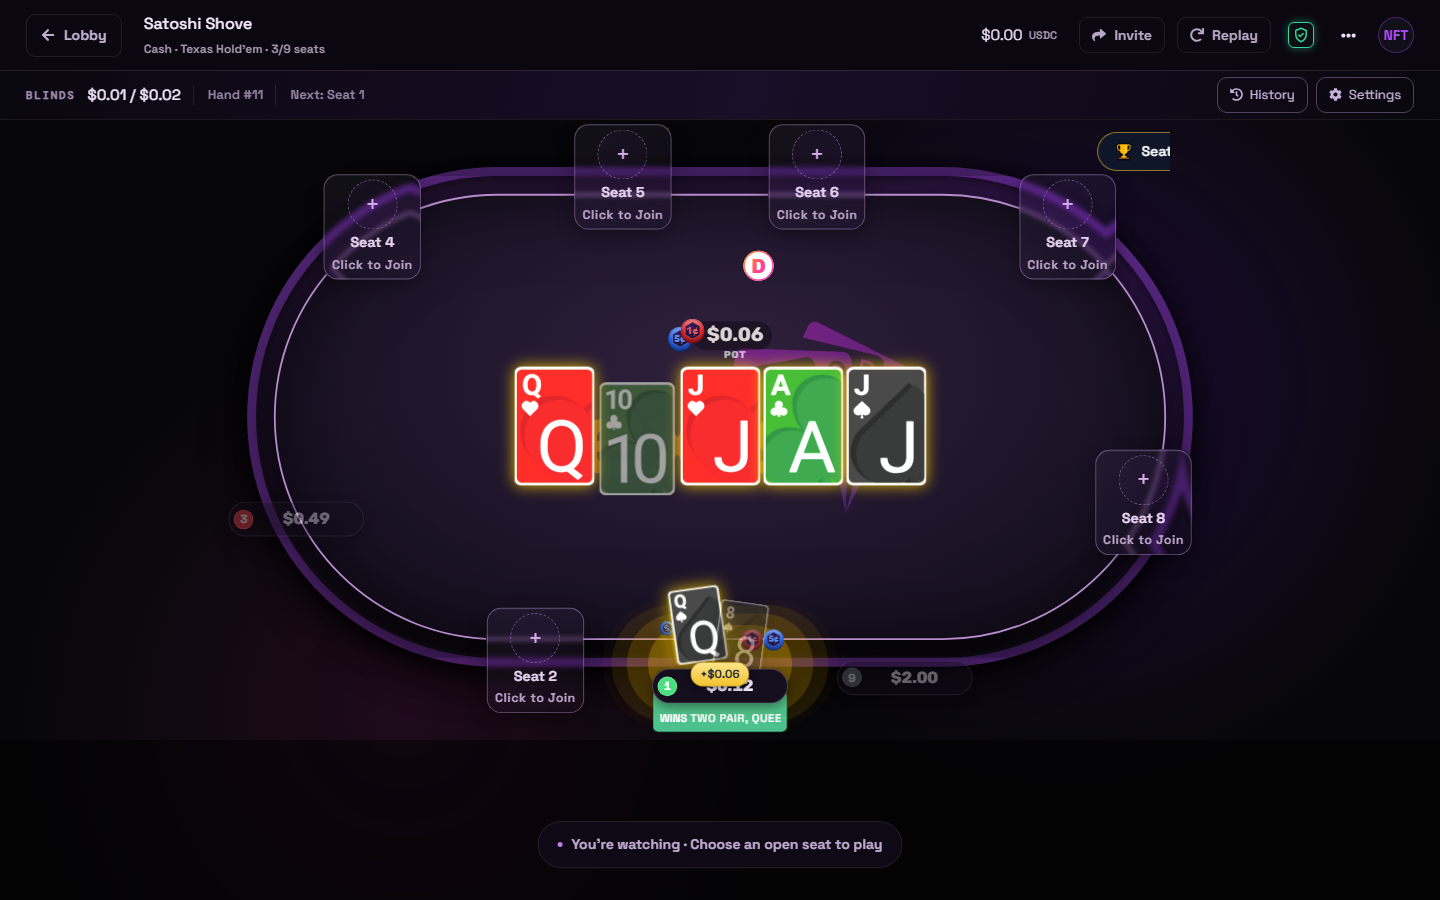 Lobby
Satoshi Shove
Cash · Texas Hold'em · 3/9 seats
$0.00 USDC
Invite
Replay
NFT
BLINDS $0.01 / $0.02
Hand #11
Next: Seat 1
History
Settings
Seat 5
Click to Join
Seat 6
Click to Join
Seat
Seat 4
Click to Join
Seat 7
Click to Join
D
5¢ 1¢ $0.06
POT
Q Q
10 10
J J
A A
J J
Seat 8
Click to Join
3 $0.49
Q Q
8 8
5¢
Seat 2
Click to Join
+$0.06
1
9 $2.00
WINS TWO PAIR, QUEE
You're watching · Choose an open seat to play